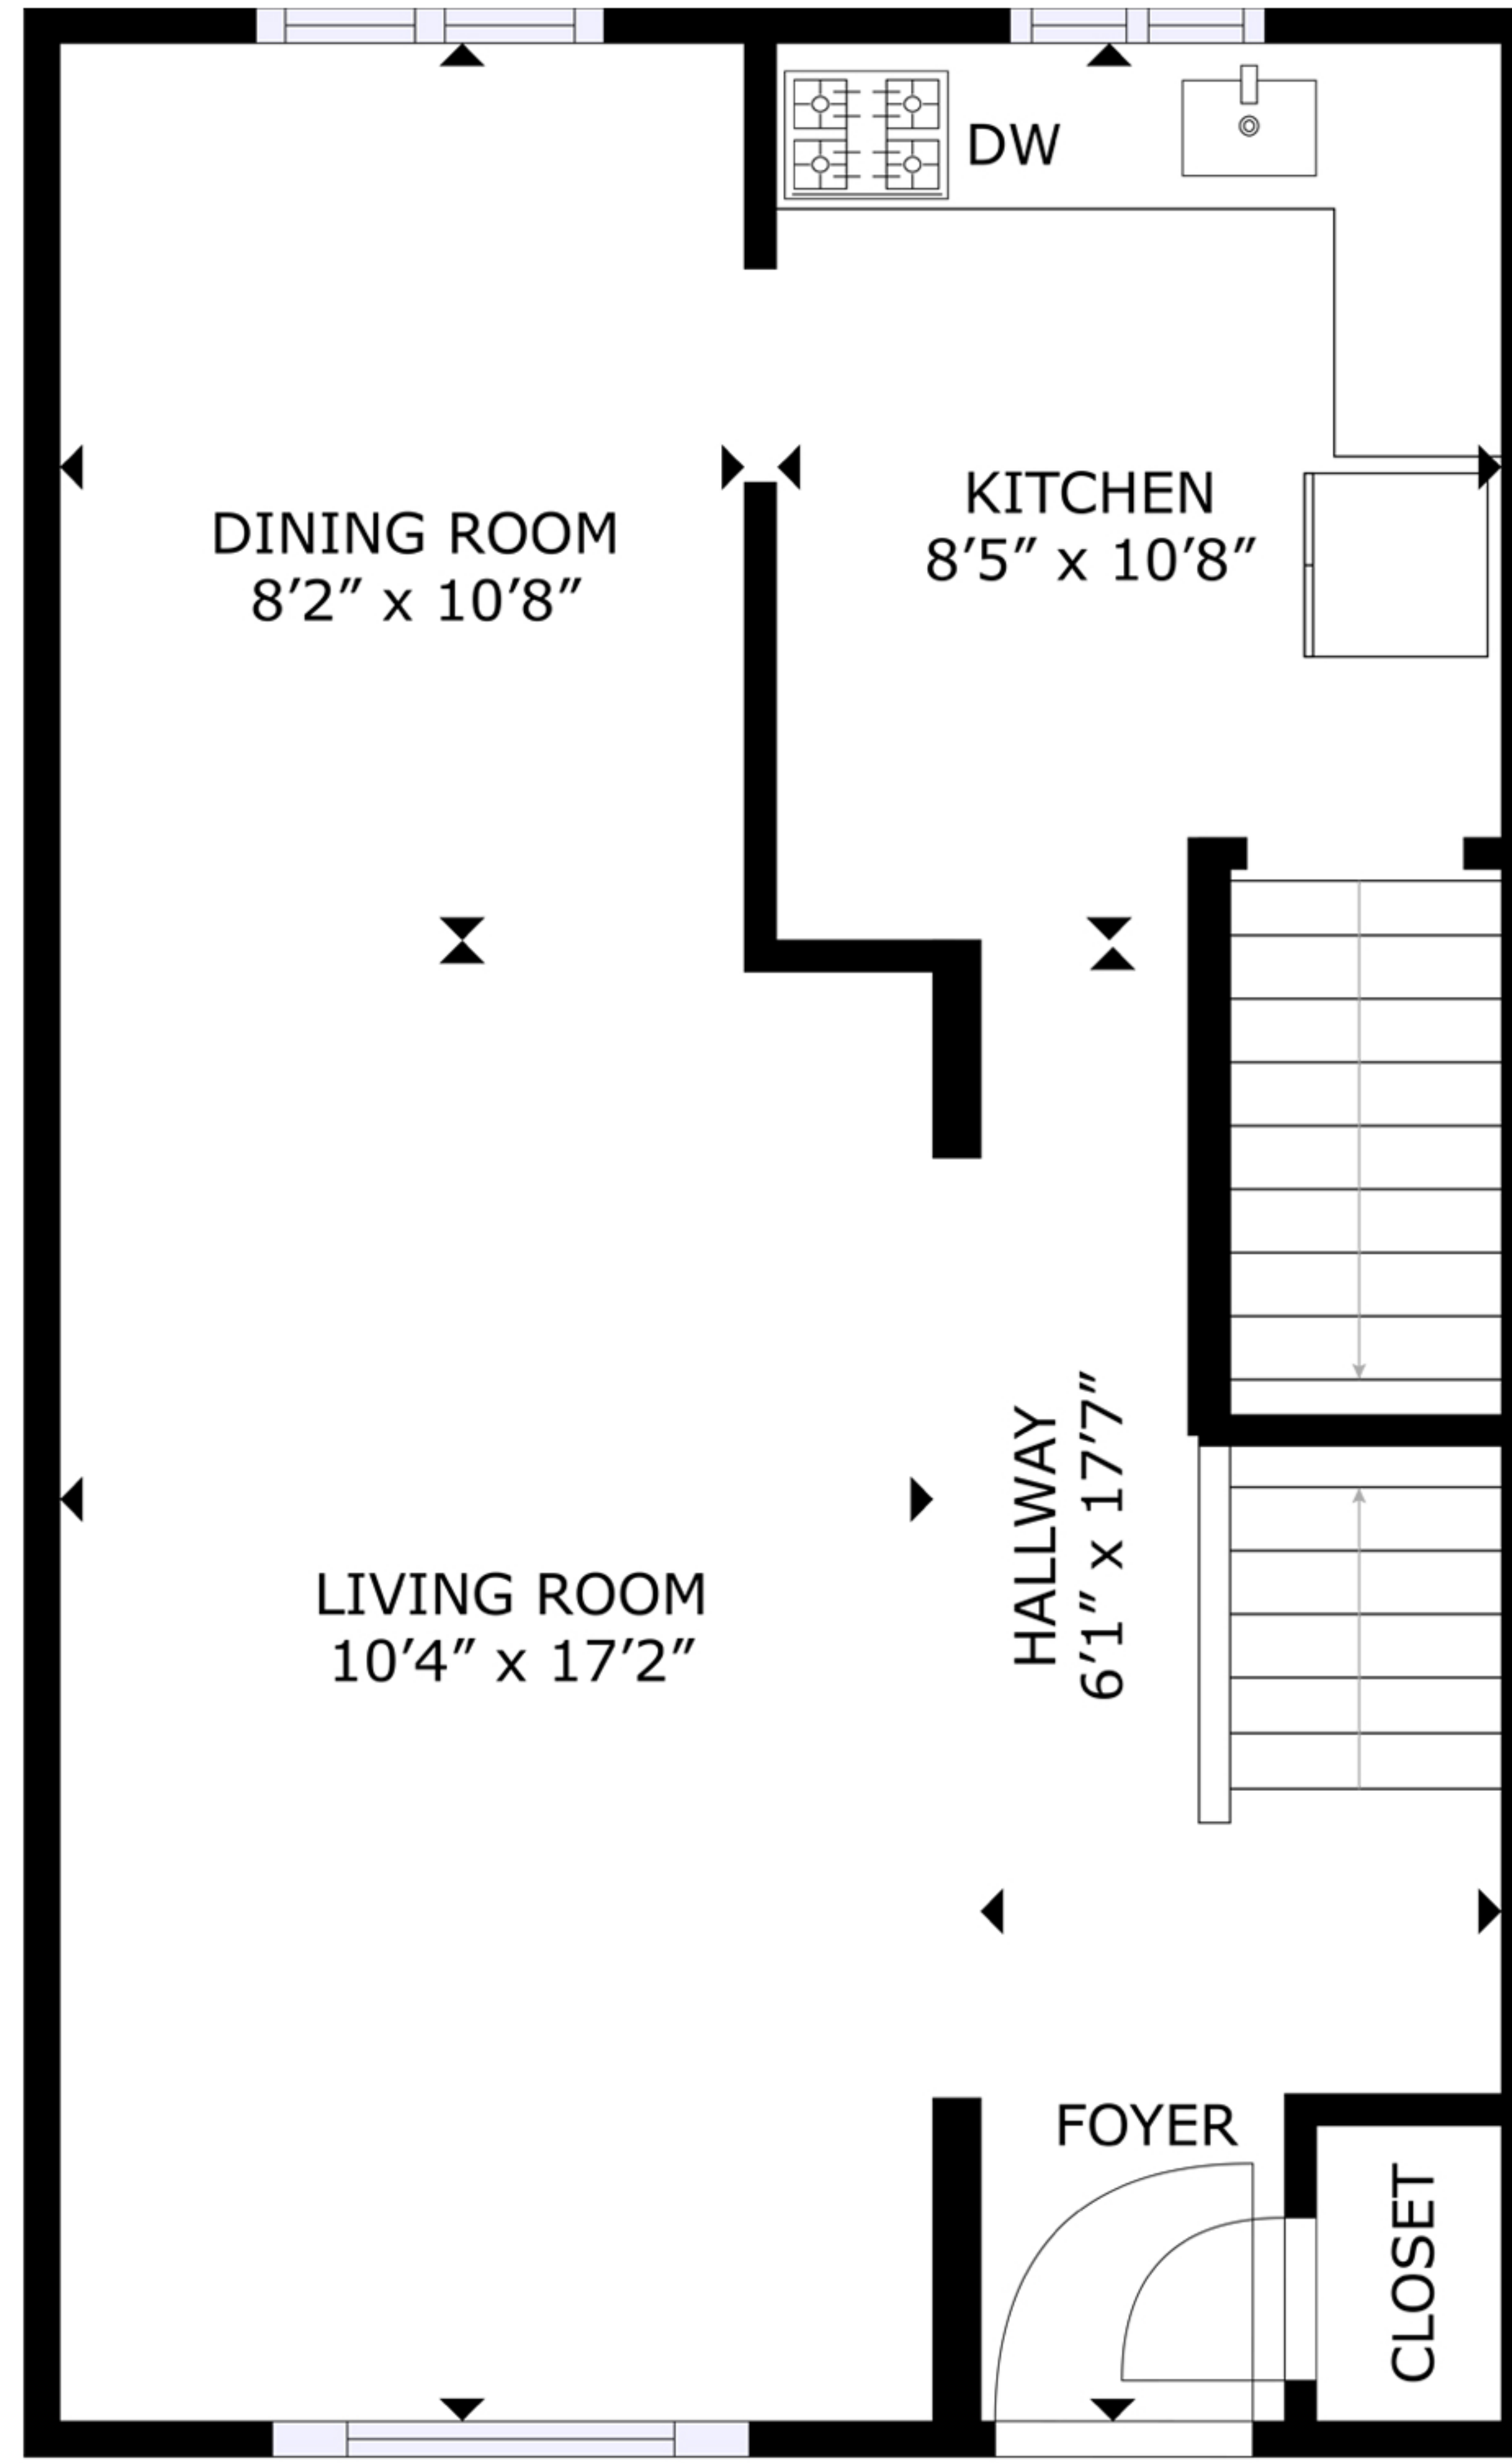 DW
DINING ROOM
8’2” x 10’8”
KITCHEN
8’5” x 10’8”
LIVING ROOM
10’4” x 17’2”
HALLWAY
6’1” x 17’7”
FOYER
CLOSET